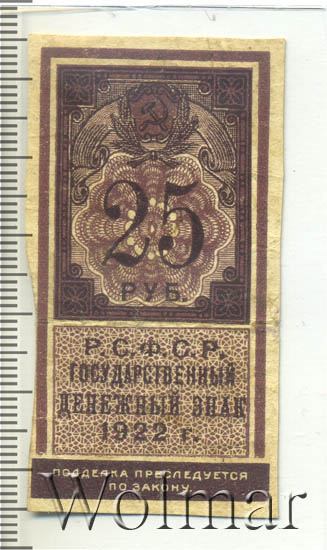 25
РУБ.
Р.С.Ф.С.Р.
ГОСУДАРСТВЕННЫЙ
ДЕНЕЖНЫЙ ЗНАК
1922 г.
ПОДДЕЛКА ПРЕСЛЕДУЕТСЯ
ПО ЗАКОНУ.
Wolmar